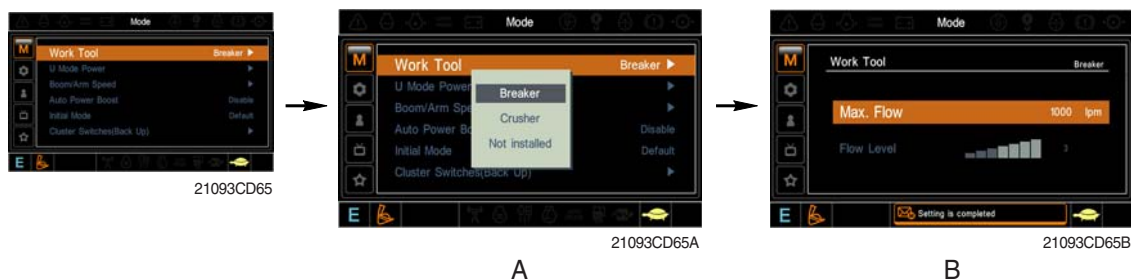 Mode
M
Work Tool Breaker
U Mode Power
Boom/Arm Speed
Auto Power Boost Disable
Initial Mode Default
Cluster Switches(Back Up)
E
21093CD65
Mode
M
Work Tool Breaker
U Mode Power
Boom/Arm Spe
Auto Power Bo Disable
Initial Mode Default
Cluster Switches(Back Up)
Breaker
Crusher
Not installed
E
21093CD65A
A
Mode
M
Work Tool Breaker
Max. Flow 1000 lpm
Flow Level 3
E
Setting is completed
21093CD65B
B